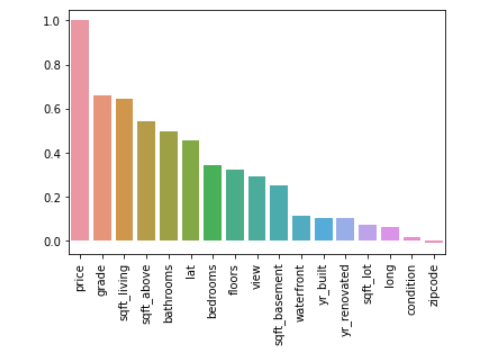 1.0
0.8
0.6
0.4
0.2
0.0
price
grade
sqft_living
sqft_above
bathrooms
lat
bedrooms
floors
view
sqft_basement
waterfront
yr_built
yr_renovated
sqft_lot
long
condition
zipcode